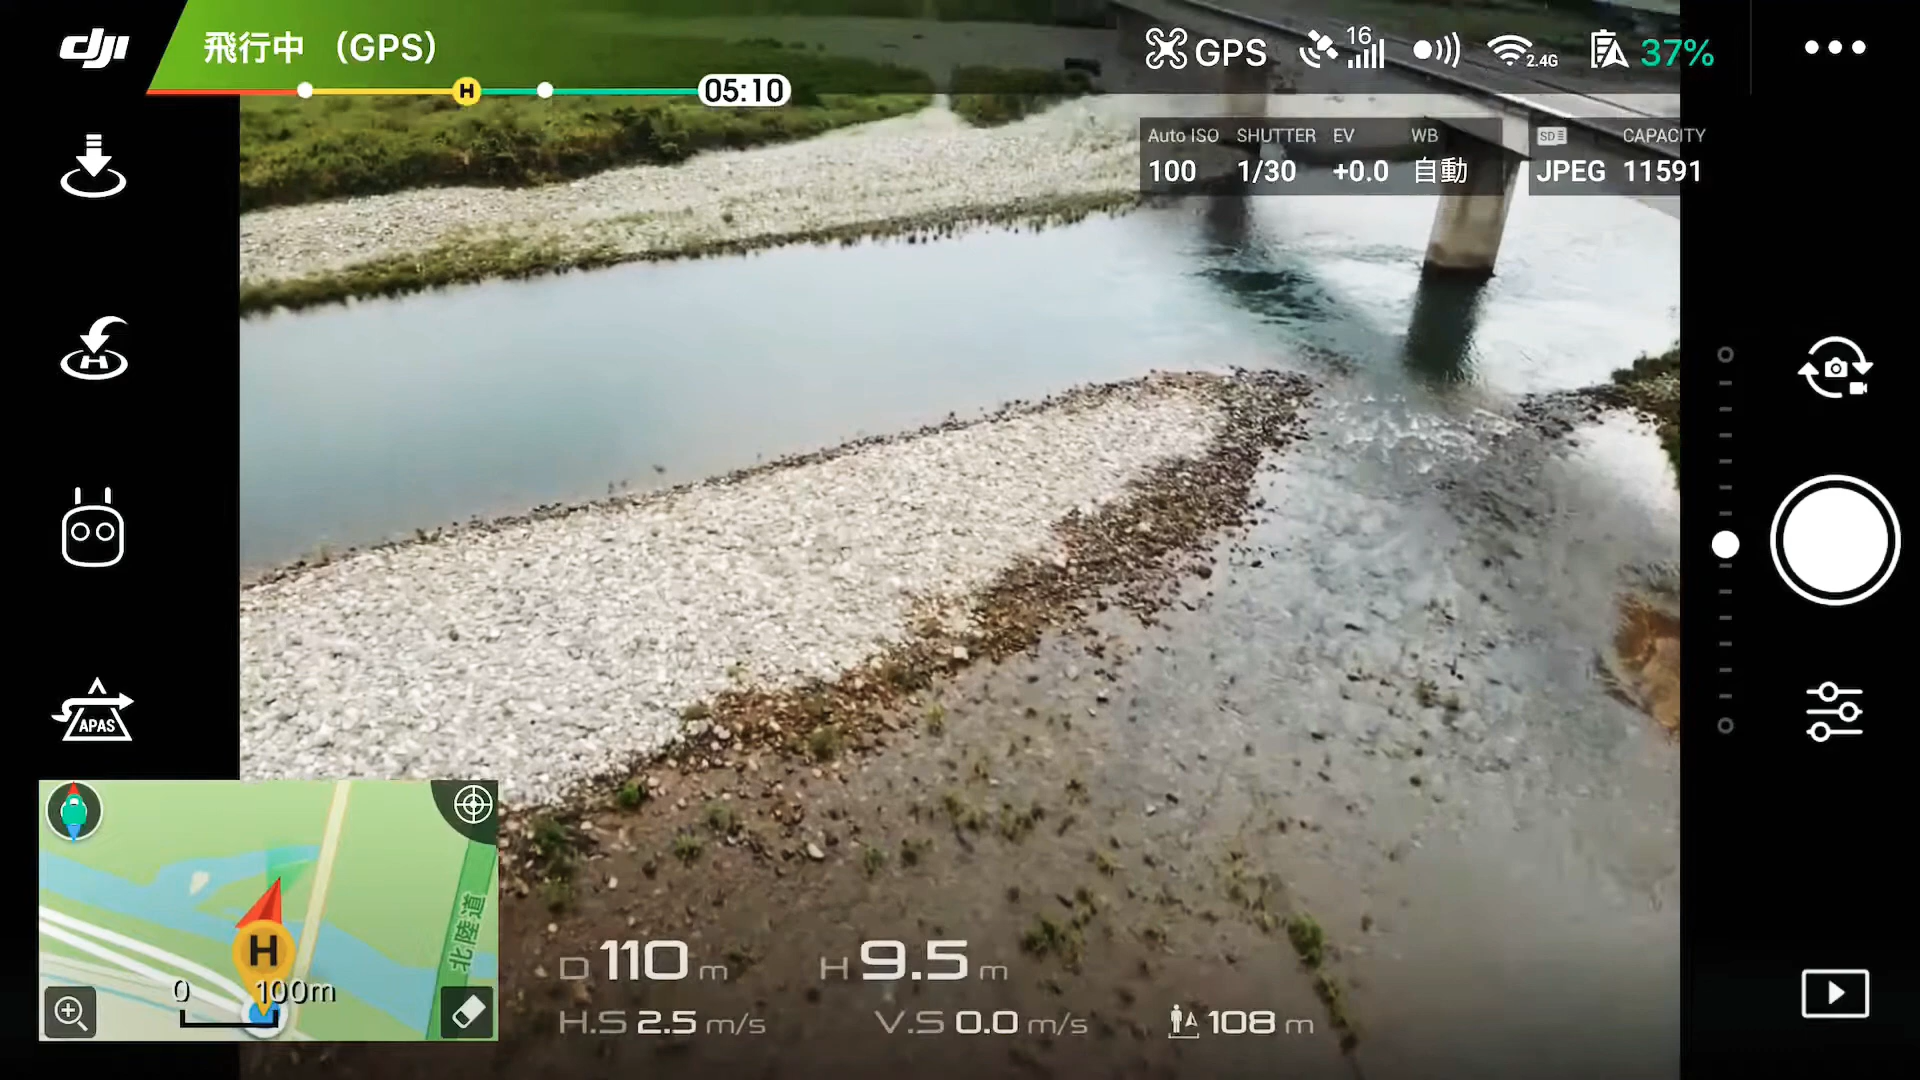 dji
飛行中 (GPS)
H
05:10
GPS
16
2.4G
37%
Auto ISO SHUTTER EV WB
100 1/30 +0.0 自動
SD CAPACITY
JPEG 11591
H
APAS
北陸道
H
0 100m
D 110 m H 9.5 m
H.S 2.5 m/s V.S 0.0 m/s 108 m